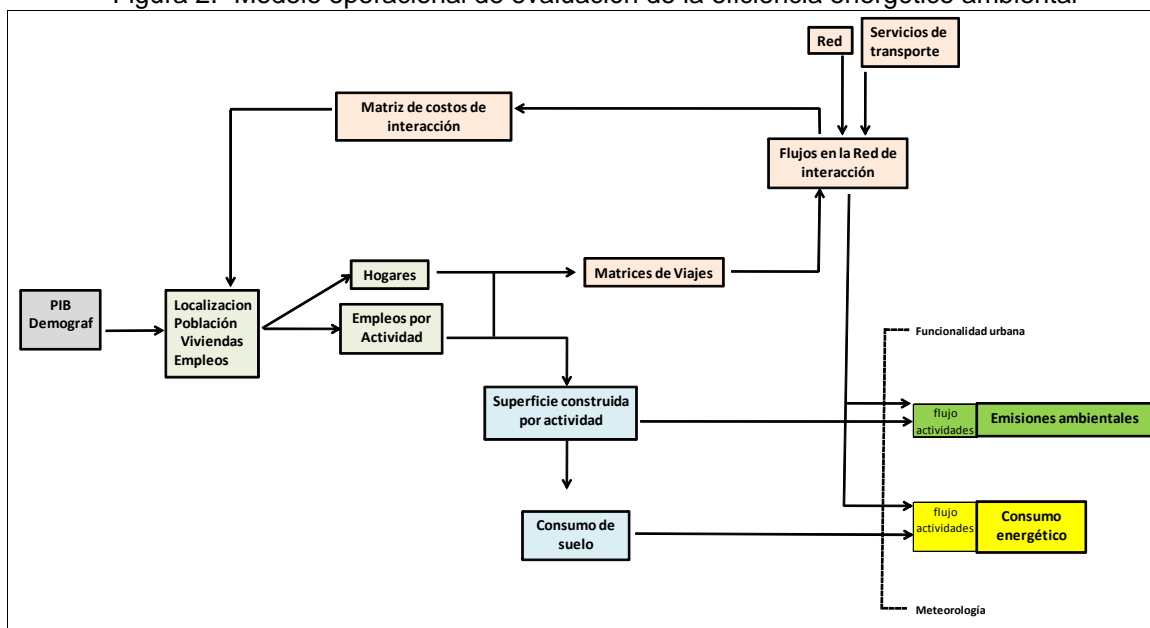 Figura 2.- Modelo operacional de evaluación de la eficiencia energético ambiental
Red
Servicios de
transporte
Matriz de costos de
interacción
Flujos en la Red de
interacción
Hogares
Matrices de Viajes
PIB
Demograf
Localizacion
Población
Viviendas
Empleos
Empleos por
Actividad
Funcionalidad urbana
Superficie construida
por actividad
flujo
actividades
Emisiones ambientales
Consumo de
suelo
flujo
actividades
Consumo
energético
Meteorología